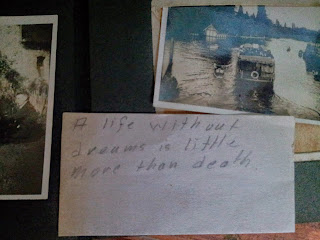 A life without
dreams is little
more than death.